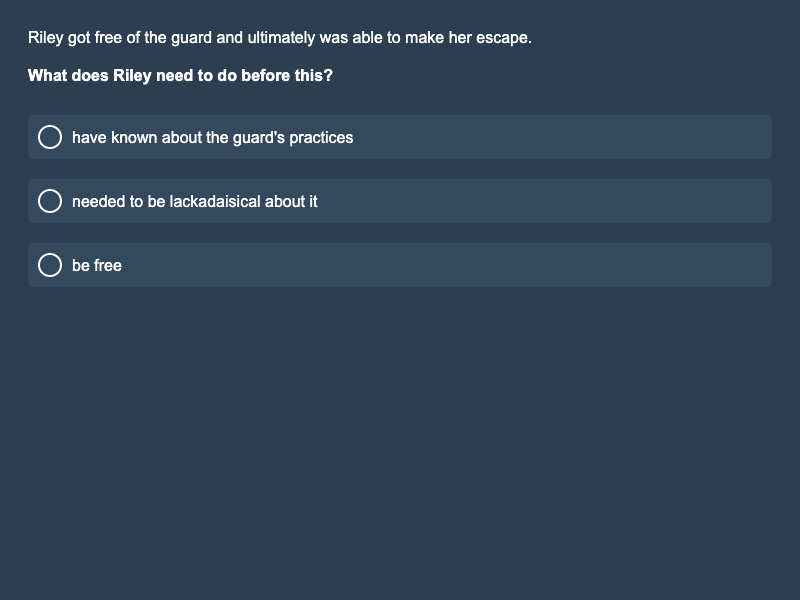 Riley got free of the guard and ultimately was able to make her escape.
What does Riley need to do before this?
have known about the guard's practices
needed to be lackadaisical about it
be free